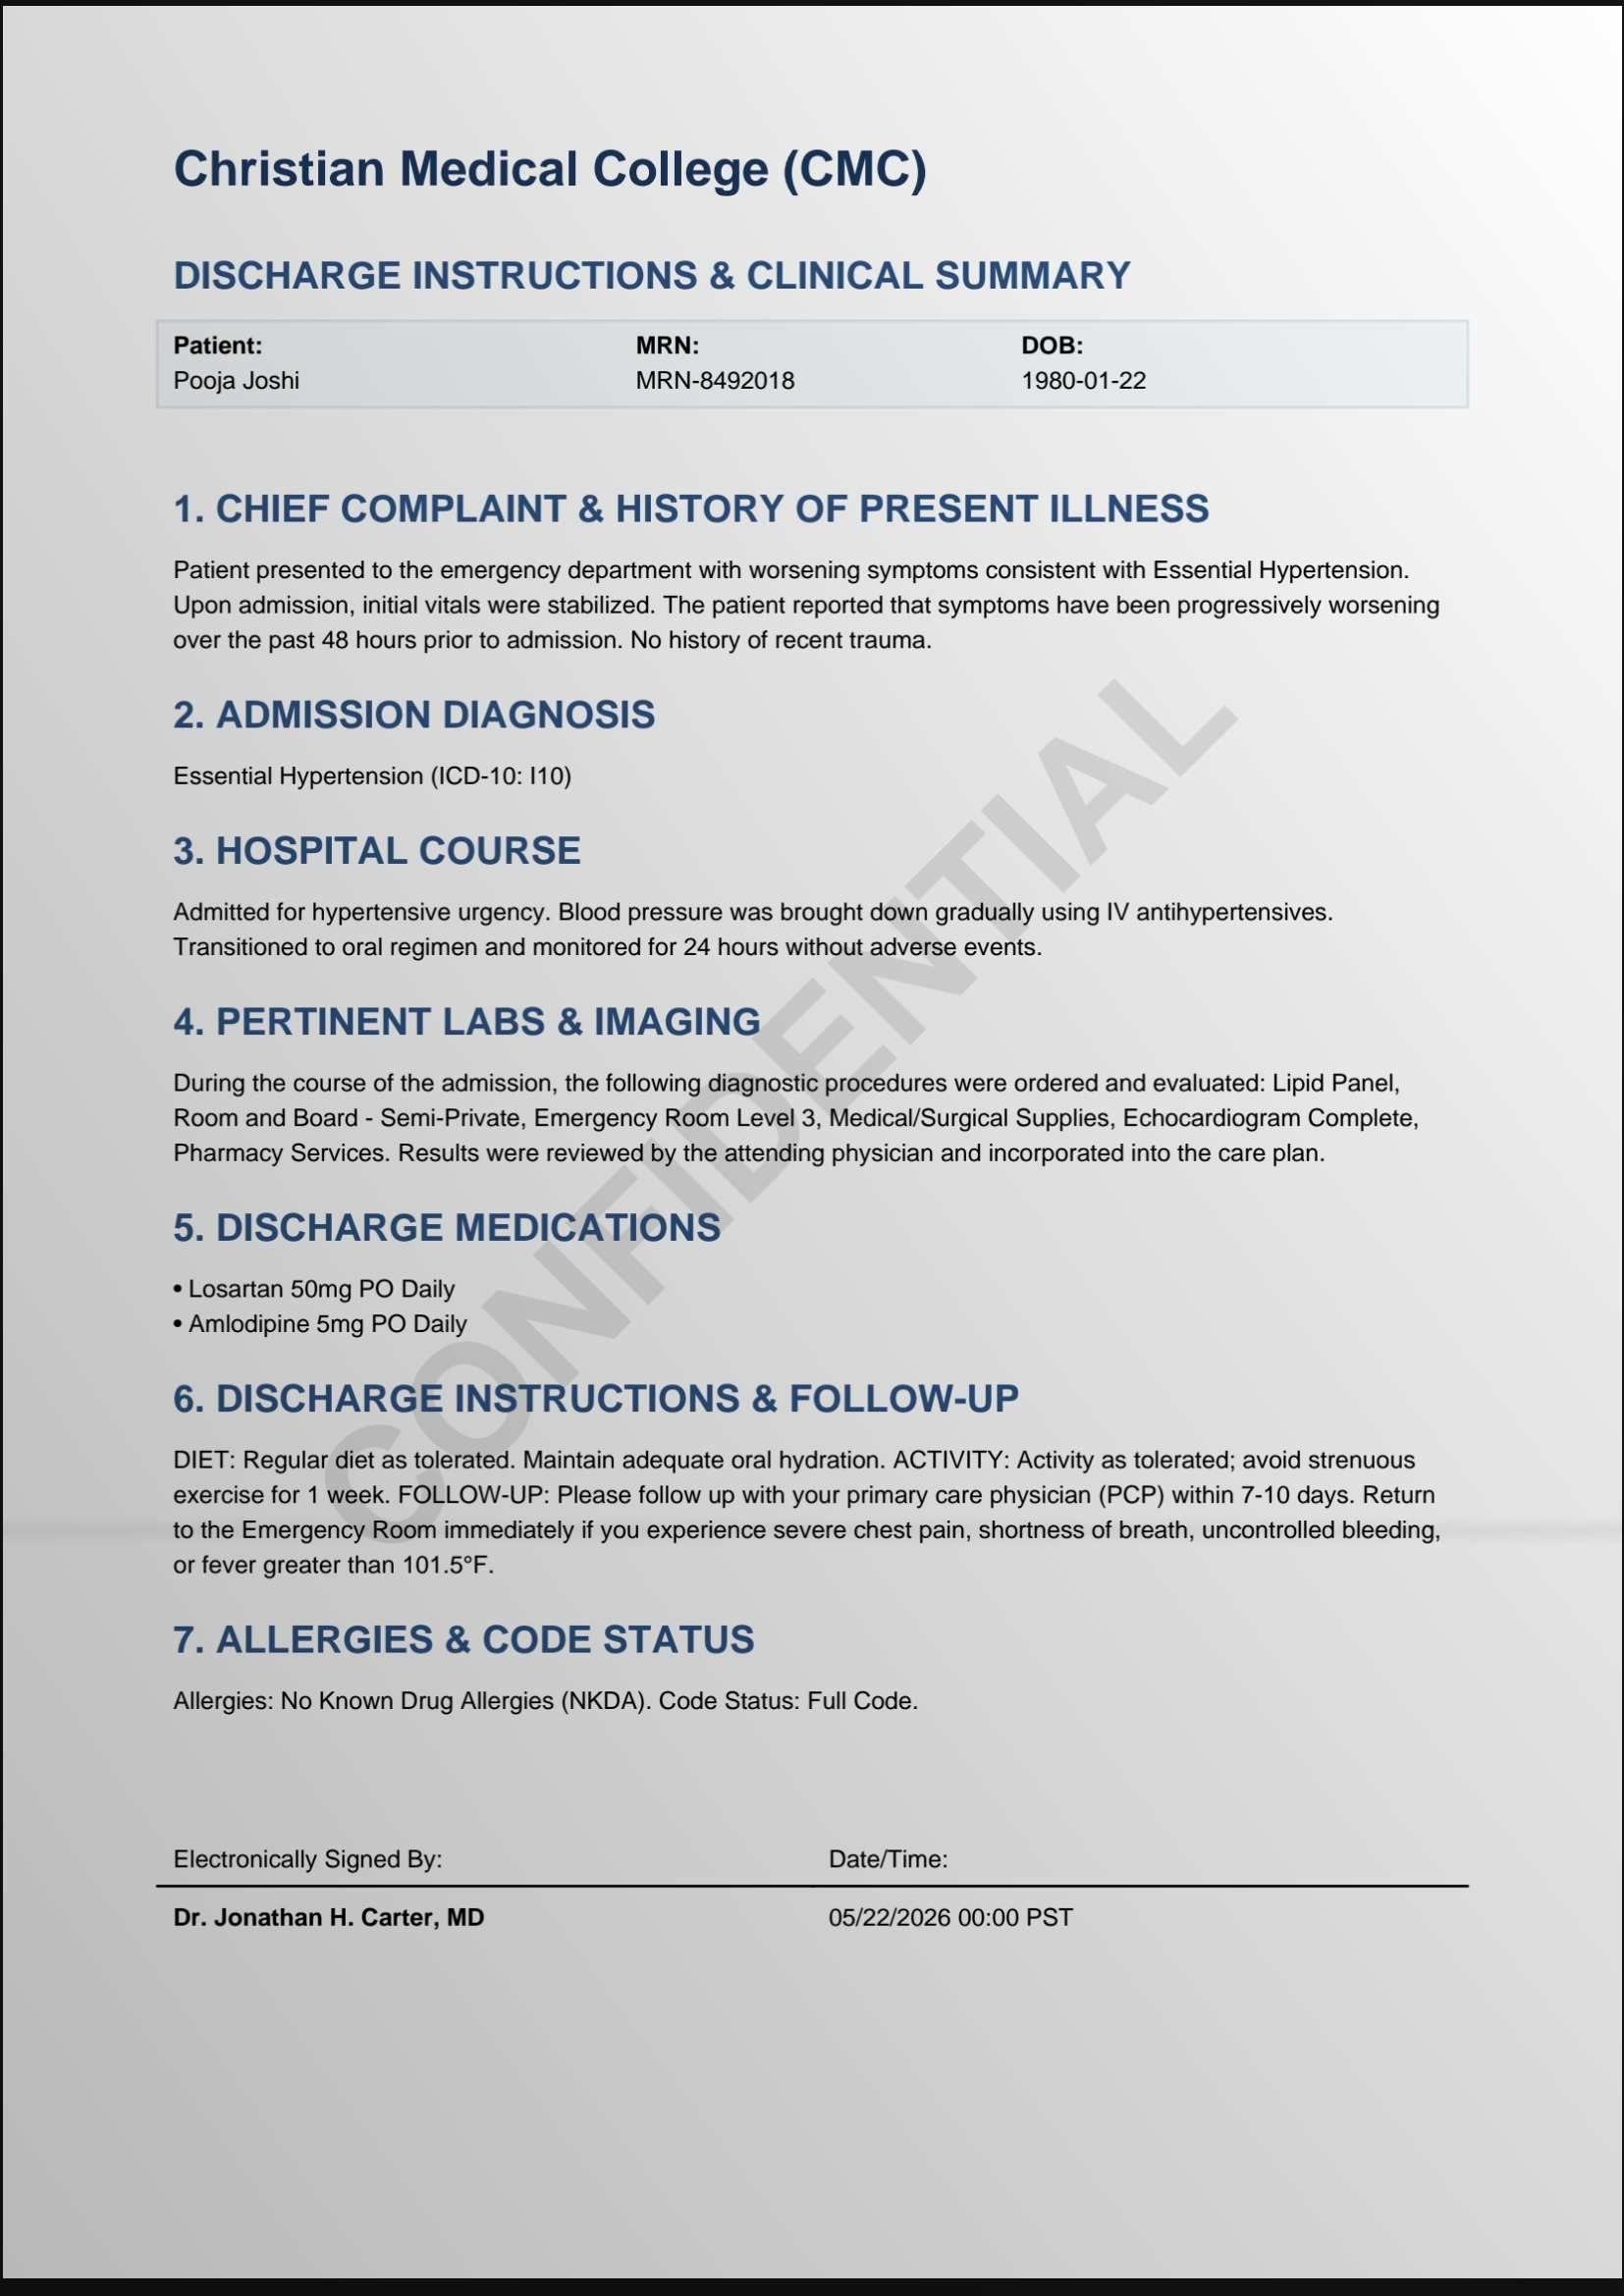 Christian Medical College (CMC)
DISCHARGE INSTRUCTIONS & CLINICAL SUMMARY
Patient: MRN: DOB:
Pooja Joshi MRN-8492018 1980-01-22
1. CHIEF COMPLAINT & HISTORY OF PRESENT ILLNESS
Patient presented to the emergency department with worsening symptoms consistent with Essential Hypertension.
Upon admission, initial vitals were stabilized. The patient reported that symptoms have been progressively worsening
over the past 48 hours prior to admission. No history of recent trauma.
2. ADMISSION DIAGNOSIS
Essential Hypertension (ICD-10: I10)
3. HOSPITAL COURSE
Admitted for hypertensive urgency. Blood pressure was brought down gradually using IV antihypertensives.
Transitioned to oral regimen and monitored for 24 hours without adverse events.
4. PERTINENT LABS & IMAGING
During the course of the admission, the following diagnostic procedures were ordered and evaluated: Lipid Panel,
Room and Board - Semi-Private, Emergency Room Level 3, Medical/Surgical Supplies, Echocardiogram Complete,
Pharmacy Services. Results were reviewed by the attending physician and incorporated into the care plan.
5. DISCHARGE MEDICATIONS
• Losartan 50mg PO Daily
• Amlodipine 5mg PO Daily
6. DISCHARGE INSTRUCTIONS & FOLLOW-UP
DIET: Regular diet as tolerated. Maintain adequate oral hydration. ACTIVITY: Activity as tolerated; avoid strenuous
exercise for 1 week. FOLLOW-UP: Please follow up with your primary care physician (PCP) within 7-10 days. Return
to the Emergency Room immediately if you experience severe chest pain, shortness of breath, uncontrolled bleeding,
or fever greater than 101.5°F.
7. ALLERGIES & CODE STATUS
Allergies: No Known Drug Allergies (NKDA). Code Status: Full Code.
Electronically Signed By: Date/Time:
Dr. Jonathan H. Carter, MD 05/22/2026 00:00 PST
CONFIDENTIAL